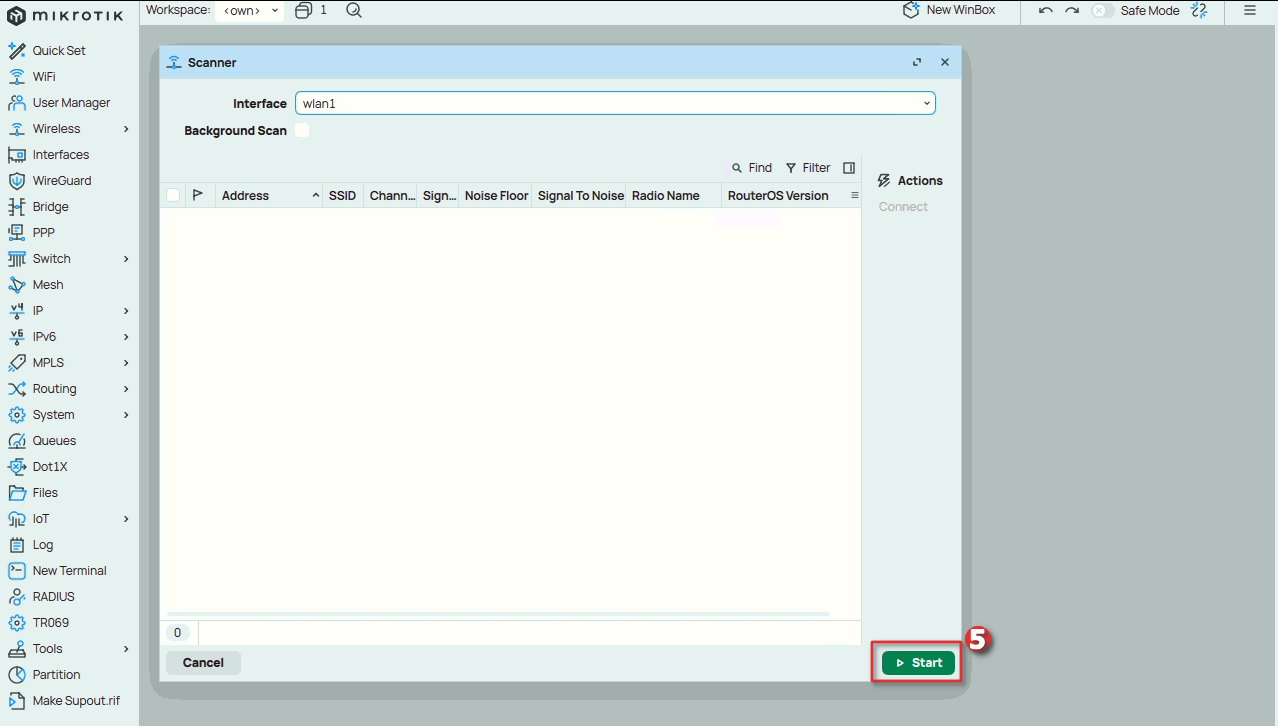 mikrotik
Workspace: <own> 1 New WinBox Safe Mode
Quick Set
WiFi
User Manager
Wireless
Interfaces
WireGuard
Bridge
PPP
Switch
Mesh
v4 IP
v6 IPv6
MPLS
Routing
System
Queues
Dot1X
Files
IoT
Log
New Terminal
RADIUS
TR069
Tools
Partition
Make Supout.rif
Scanner
Interface wlan1
Background Scan
Find Filter
Address SSID Chann... Sign... Noise Floor Signal To Noise Radio Name RouterOS Version
Actions
Connect
0
Cancel Start
5